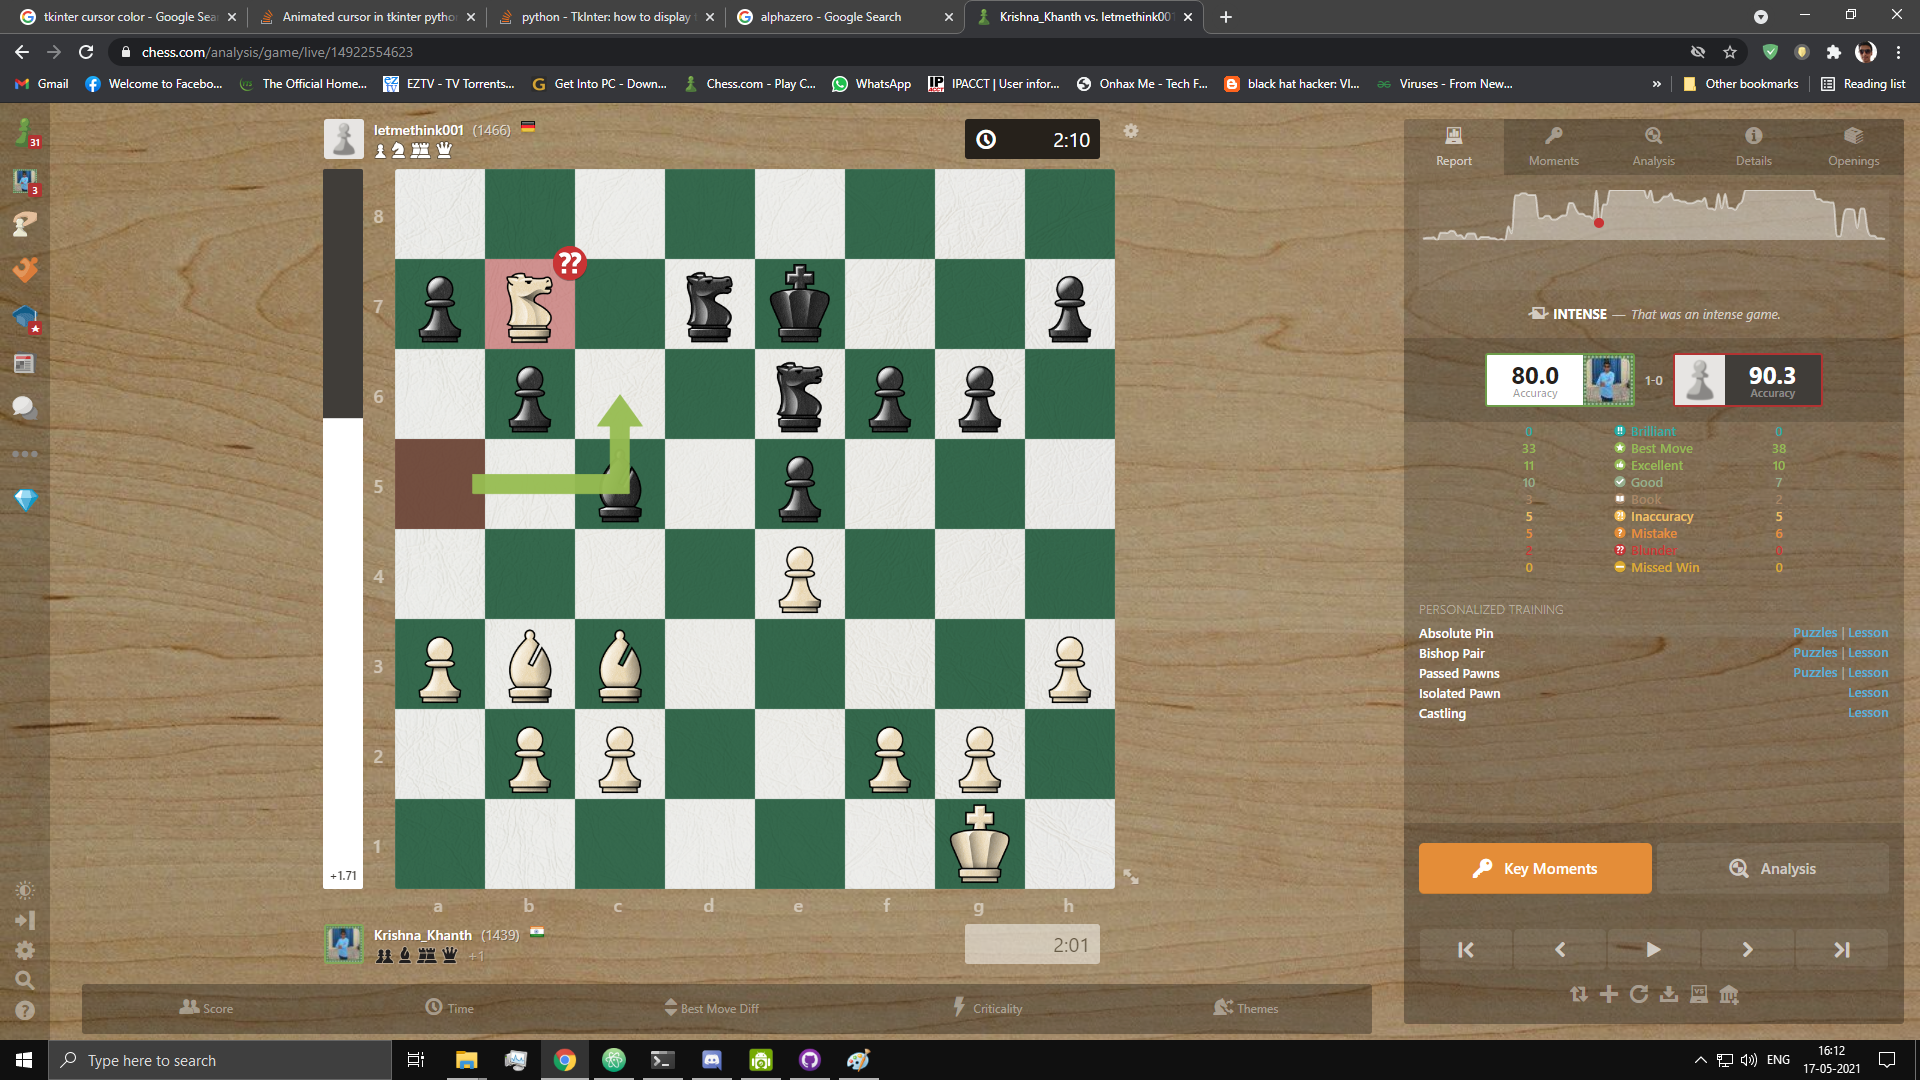 tkinter cursor color - Google Sea
Animated cursor in tkinter pytho
python - TkInter: how to display
alphazero - Google Search
Krishna_Khanth vs. letmethink001
chess.com/analysis/game/live/14922554623
Gmail
Welcome to Facebo...
The Official Home...
EZTV - TV Torrents...
Get Into PC - Down...
Chess.com - Play C...
WhatsApp
IPACCT | User infor...
Onhax Me - Tech F...
black hat hacker: Vl...
Viruses - From New...
»
Other bookmarks
Reading list
31
3
letmethink001 (1466)
2:10
8
7
6
5
4
3
2
1
??
+1.71
a b c d e f g h
Krishna_Khanth (1439)
+1
2:01
Score
Time
Best Move Diff
Criticality
Themes
Report
Moments
Analysis
Details
Openings
INTENSE — That was an intense game.
80.0
Accuracy
1-0
90.3
Accuracy
0 !! Brilliant 0
33 Best Move 38
11 Excellent 10
10 Good 7
3 Book 2
5 ?! Inaccuracy 5
5 ? Mistake 6
2 ?? Blunder 0
0 Missed Win 0
PERSONALIZED TRAINING
Absolute Pin Puzzles | Lesson
Bishop Pair Puzzles | Lesson
Passed Pawns Puzzles | Lesson
Isolated Pawn Lesson
Castling Lesson
Key Moments
Analysis
Type here to search
ENG
16:12
17-05-2021